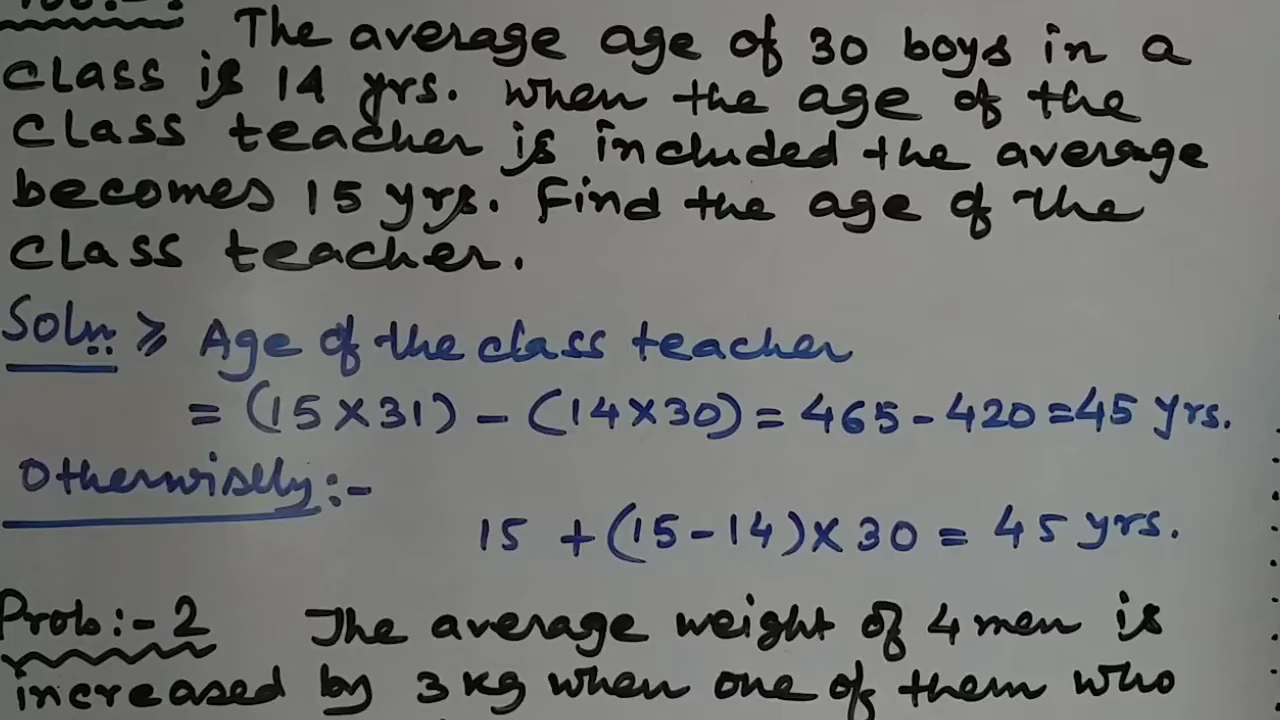 The average age of 30 boys in a
class is 14 yrs. when the age of the
class teacher is included the average
becomes 15 yrs. Find the age of the
class teacher.
Soln:⩾ Age of the class teacher
= (15×31) - (14×30) = 465-420=45 yrs.
Otherwisely:-
15 +(15-14)× 30 = 45 yrs.
Prob:-2 The average weight of 4 men is
increased by 3 kg when one of them who